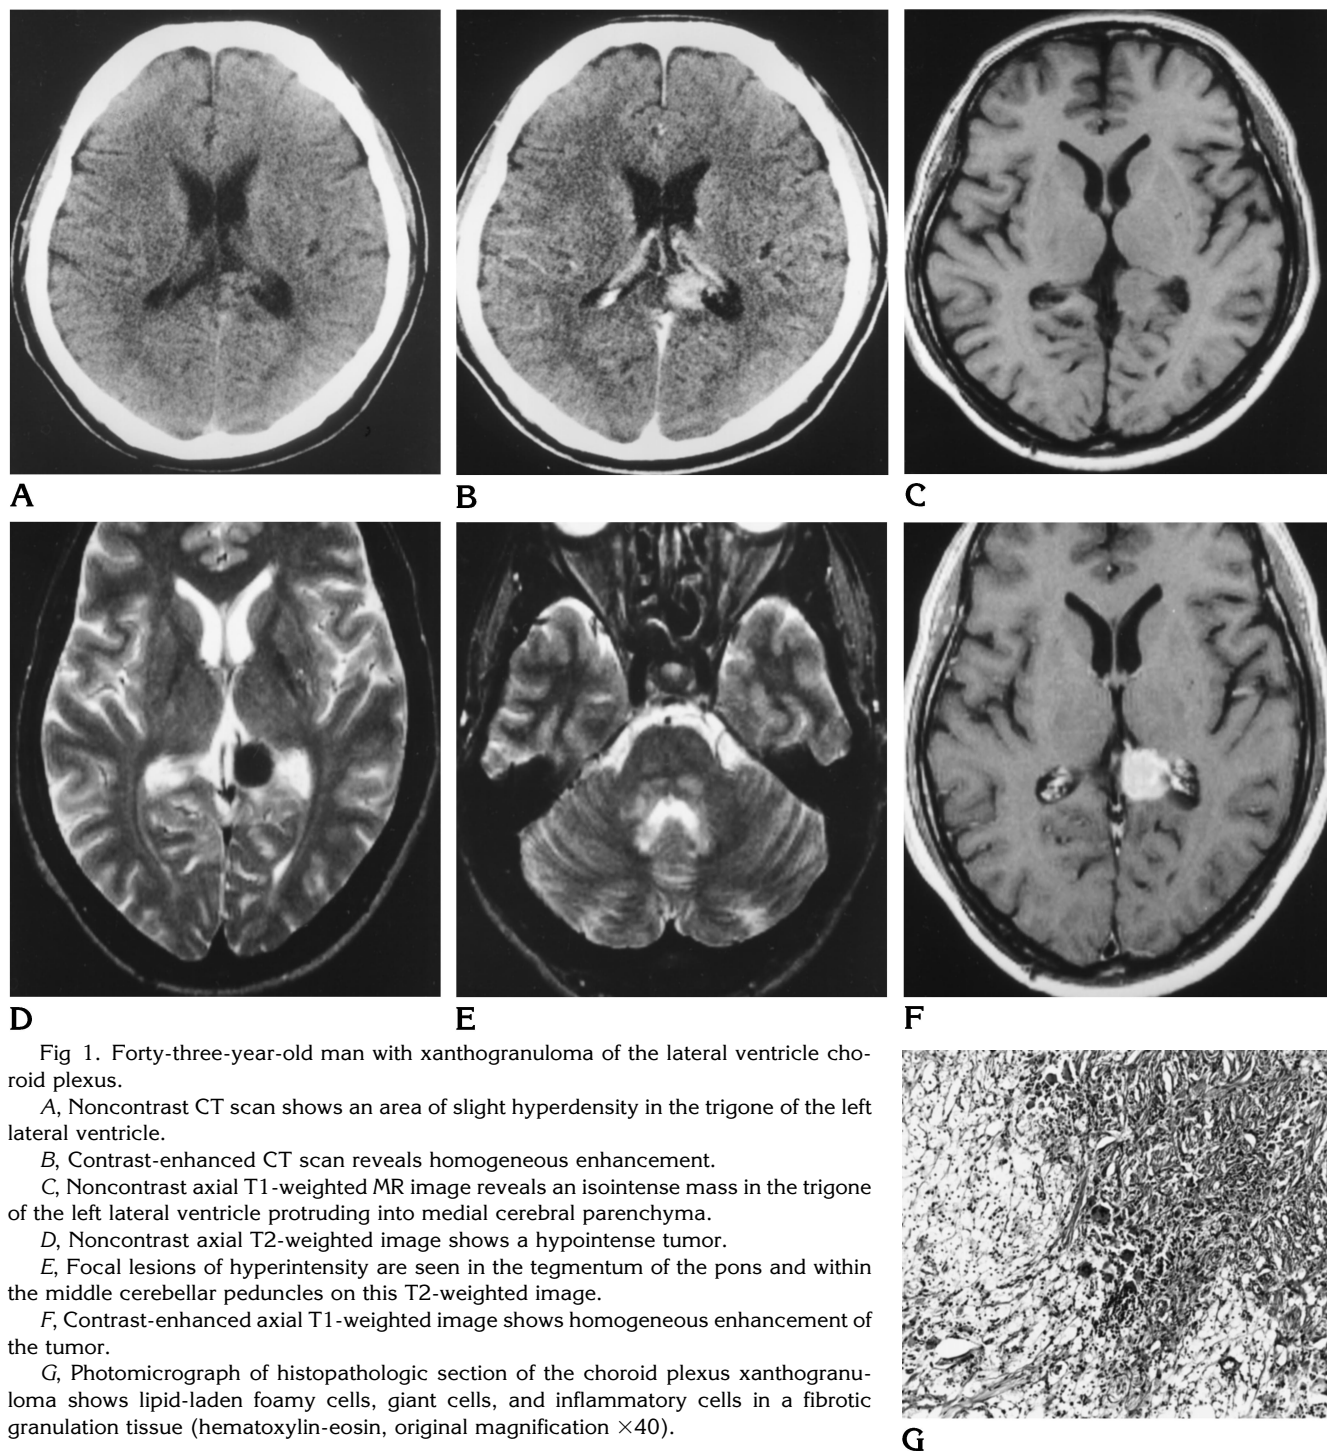 A
B
C
D
E
F
Fig 1. Forty-three-year-old man with xanthogranuloma of the lateral ventricle cho-
roid plexus.
A, Noncontrast CT scan shows an area of slight hyperdensity in the trigone of the left
lateral ventricle.
B, Contrast-enhanced CT scan reveals homogeneous enhancement.
C, Noncontrast axial T1-weighted MR image reveals an isointense mass in the trigone
of the left lateral ventricle protruding into medial cerebral parenchyma.
D, Noncontrast axial T2-weighted image shows a hypointense tumor.
E, Focal lesions of hyperintensity are seen in the tegmentum of the pons and within
the middle cerebellar peduncles on this T2-weighted image.
F, Contrast-enhanced axial T1-weighted image shows homogeneous enhancement of
the tumor.
G, Photomicrograph of histopathologic section of the choroid plexus xanthogranu-
loma shows lipid-laden foamy cells, giant cells, and inflammatory cells in a fibrotic
granulation tissue (hematoxylin-eosin, original magnification ×40).
G